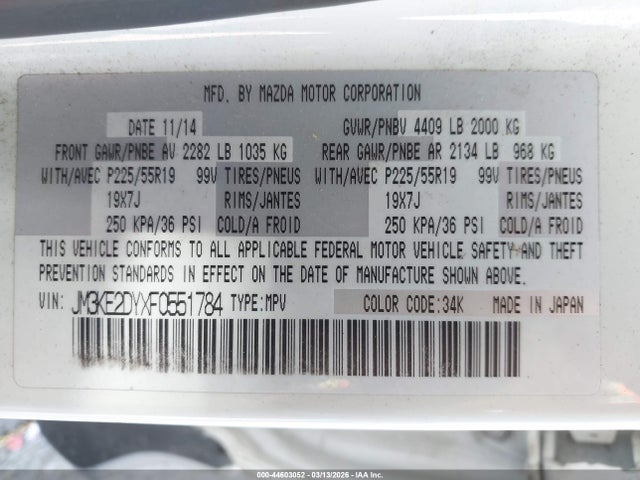 MFD. BY MAZDA MOTOR CORPORATION
DATE 11/14 GVWR/PNBV 4409 LB 2000 KG
FRONT GAWR/PNBE AV 2282 LB 1035 KG REAR GAWR/PNBE AR 2134 LB 968 KG
WITH/AVEC P225/55R19 99V TIRES/PNEUS WITH/AVEC P225/55R19 99V TIRES/PNEUS
19X7J RIMS/JANTES 19X7J RIMS/JANTES
250 KPA/36 PSI COLD/A FROID 250 KPA/36 PSI COLD/A FROID
THIS VEHICLE CONFORMS TO ALL APPLICABLE FEDERAL MOTOR VEHICLE SAFETY AND THEFT
PREVENTION STANDARDS IN EFFECT ON THE DATE OF MANUFACTURE SHOWN ABOVE.
VIN: JM3KE2DYXF0551784 TYPE:MPV COLOR CODE:34K MADE IN JAPAN
000-44603052 | 03/13/2026 - Copyright IAAI.com